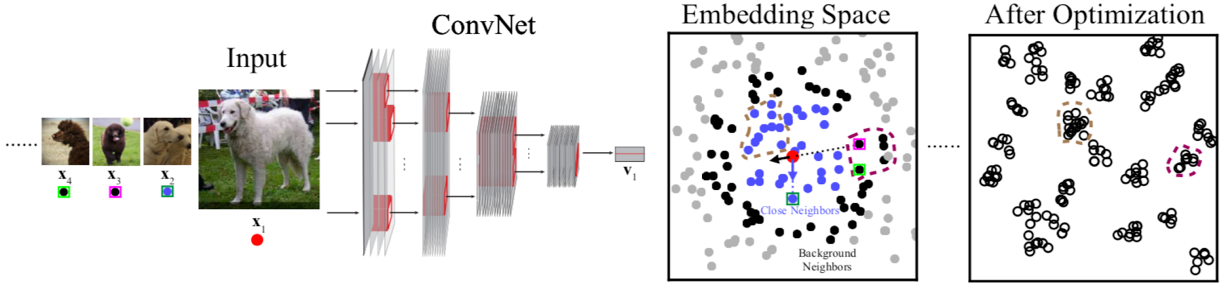 Input
ConvNet
Embedding Space
After Optimization
......
x4
x3
x2
x1
v1
Close Neighbors
Background
Neighbors
......